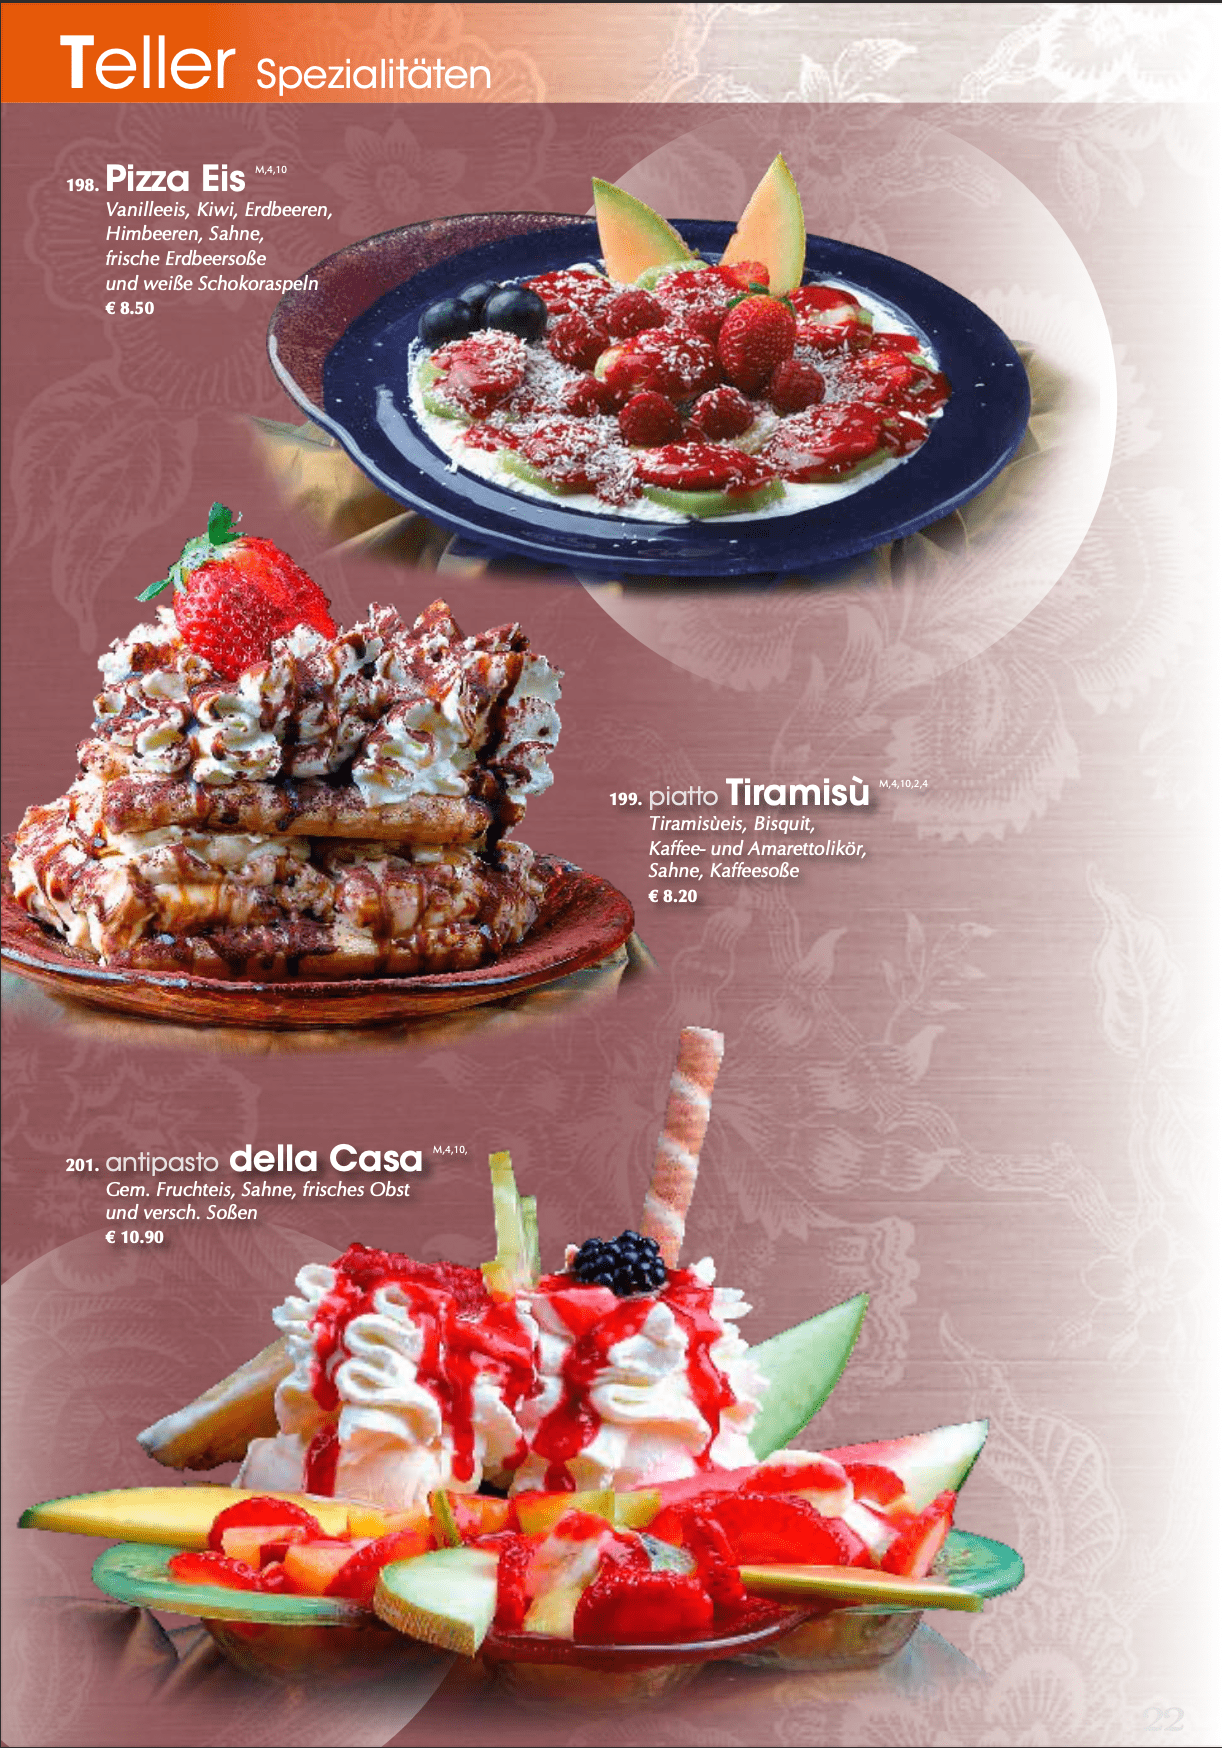 Teller Spezialitäten
198. Pizza Eis M,4,10
Vanilleeis, Kiwi, Erdbeeren,
Himbeeren, Sahne,
frische Erdbeersoße
und weiße Schokoraspeln
€ 8.50
199. piatto Tiramisù M,4,10,2,4
Tiramisùeis, Bisquit,
Kaffee- und Amarettolikör,
Sahne, Kaffeesoße
€ 8.20
201. antipasto della Casa M,4,10,
Gem. Fruchteis, Sahne, frisches Obst
und versch. Soßen
€ 10.90
22